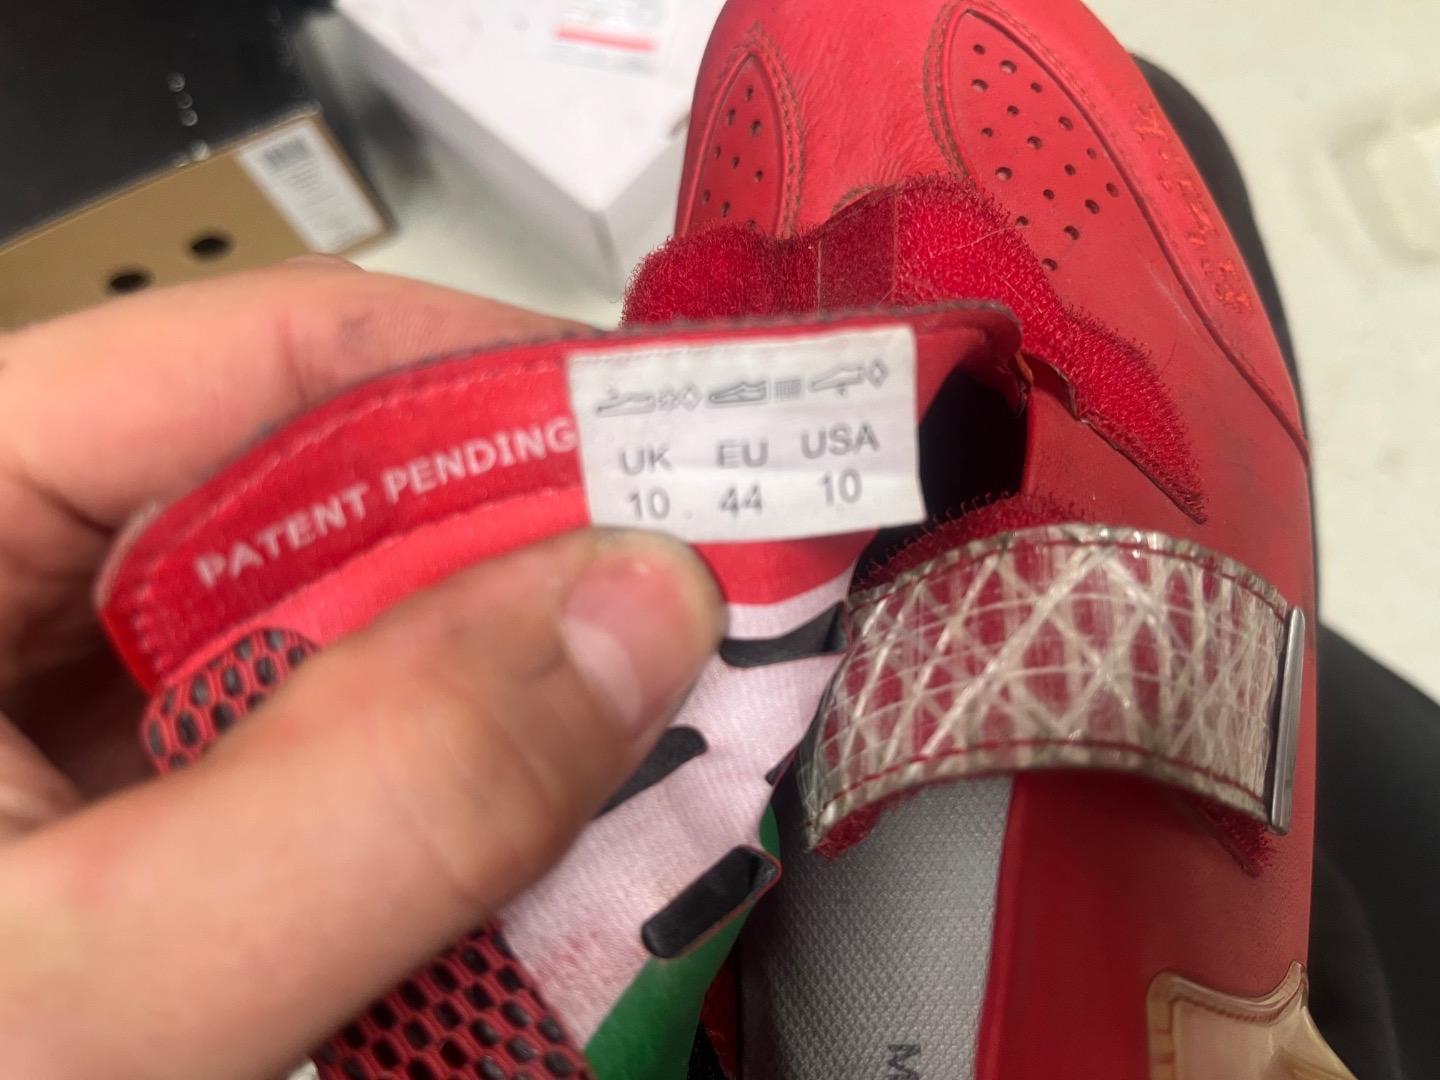 PATENT PENDING
UK EU USA
10 44 10
M